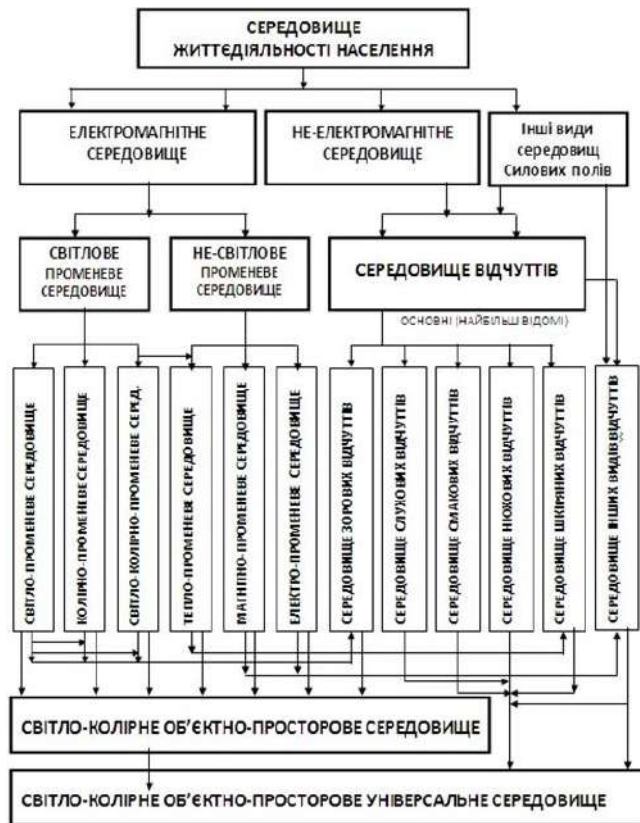 СЕРЕДОВИЩЕ
ЖИТТЄДІЯЛЬНОСТІ НАСЕЛЕННЯ
ЕЛЕКТРОМАГНІТНЕ
СЕРЕДОВИЩЕ
НЕ-ЕЛЕКТРОМАГНІТНЕ
СЕРЕДОВИЩЕ
Інші види
середовищ
Силових полів
СВІТЛОВЕ
ПРОМЕНЕВЕ
СЕРЕДОВИЩЕ
НЕ-СВІТЛОВЕ
ПРОМЕНЕВЕ
СЕРЕДОВИЩЕ
СЕРЕДОВИЩЕ ВІДЧУТТІВ
ОСНОВНІ (НАЙБІЛЬШ ВІДОМІ)
СВІТЛО-ПРОМЕНЕВЕ СЕРЕДОВИЩЕ
КОЛІРНО-ПРОМЕНЕВЕ СЕРЕДОВИЩЕ
СВІТЛО-КОЛІРНО-ПРОМЕНЕВЕ СЕРЕД.
ТЕПЛО-ПРОМЕНЕВЕ СЕРЕДОВИЩЕ
МАГНІТНО-ПРОМЕНЕВЕ СЕРЕДОВИЩЕ
ЕЛЕКТРО-ПРОМЕНЕВЕ СЕРЕДОВИЩЕ
СЕРЕДОВИЩЕ ЗОРОВИХ ВІДЧУТТІВ
СЕРЕДОВИЩЕ СЛУХОВИХ ВІДЧУТТІВ
СЕРЕДОВИЩЕ СМАКОВИХ ВІДЧУТТІВ
СЕРЕДОВИЩЕ НЮХОВИХ ВІДЧУТТІВ
СЕРЕДОВИЩЕ ШКІРЯНИХ ВІДЧУТТІВ
СЕРЕДОВИЩЕ ІНШИХ ВИДІВ ВІДЧУТТІВ
СВІТЛО-КОЛІРНЕ ОБ’ЄКТНО-ПРОСТОРОВЕ СЕРЕДОВИЩЕ
СВІТЛО-КОЛІРНЕ ОБ’ЄКТНО-ПРОСТОРОВЕ УНІВЕРСАЛЬНЕ СЕРЕДОВИЩЕ